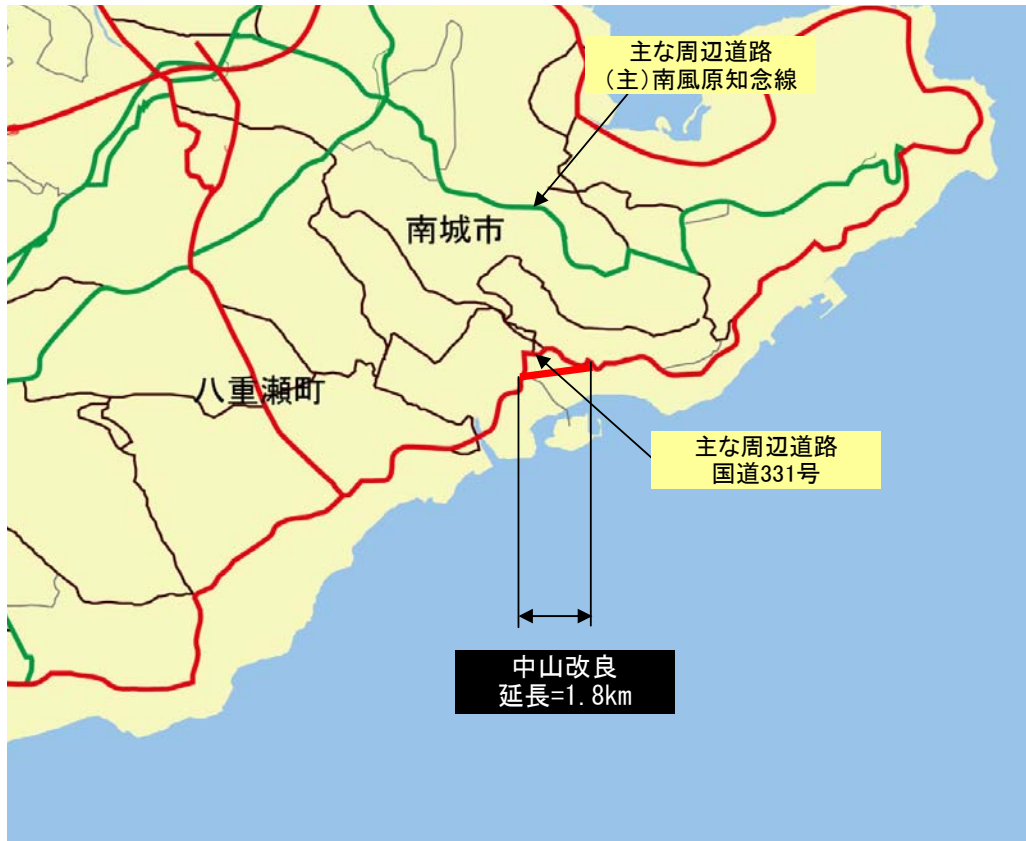 主な周辺道路
(主)南風原知念線
南城市
八重瀬町
主な周辺道路
国道331号
中山改良
延長=1.8km